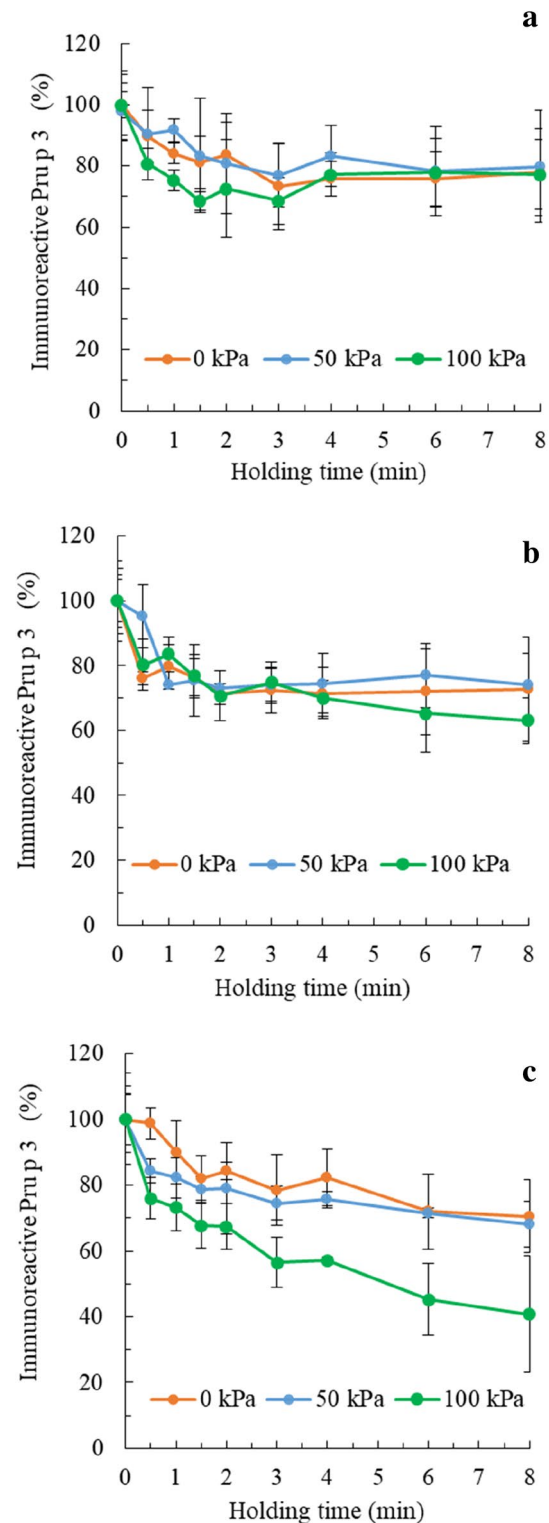 a
120
100
80
60
40
20
0
Immunoreactive Pru p 3 (%)
0 kPa 50 kPa 100 kPa
0 1 2 3 4 5 6 7 8
Holding time (min)
b
120
100
80
60
40
20
0
Immunoreactive Pru p 3 (%)
0 kPa 50 kPa 100 kPa
0 1 2 3 4 5 6 7 8
Holding time (min)
c
120
100
80
60
40
20
0
Immunoreactive Pru p 3 (%)
0 kPa 50 kPa 100 kPa
0 1 2 3 4 5 6 7 8
Holding time (min)